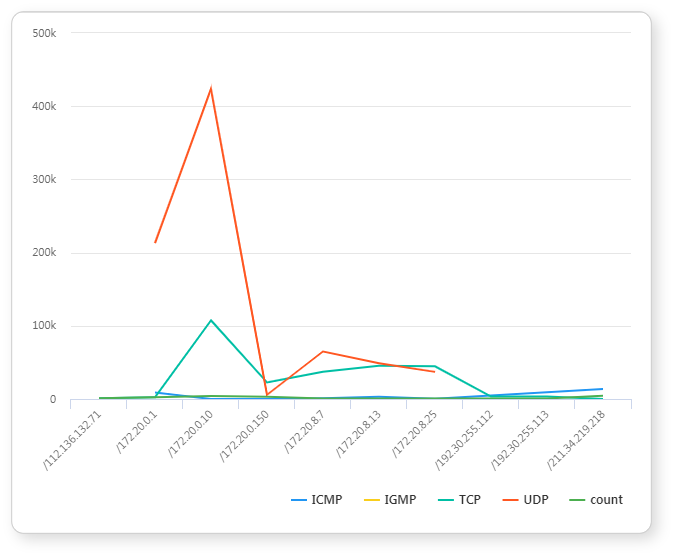 500k
400k
300k
200k
100k
0
/112.136.132.71
/172.20.0.1
/172.20.0.10
/172.20.0.150
/172.20.8.7
/172.20.8.13
/172.20.8.25
/192.30.255.112
/192.30.255.113
/211.34.219.218
ICMP IGMP TCP UDP count